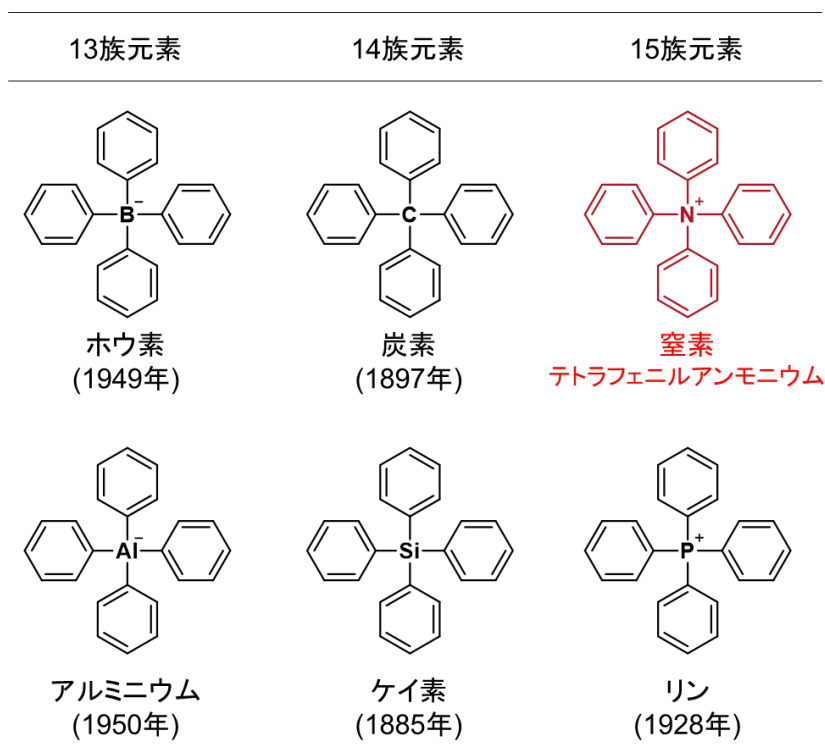 13族元素
14族元素
15族元素
B−
C
N+
ホウ素
(1949年)
炭素
(1897年)
窒素
テトラフェニルアンモニウム
Al−
Si
P+
アルミニウム
(1950年)
ケイ素
(1885年)
リン
(1928年)